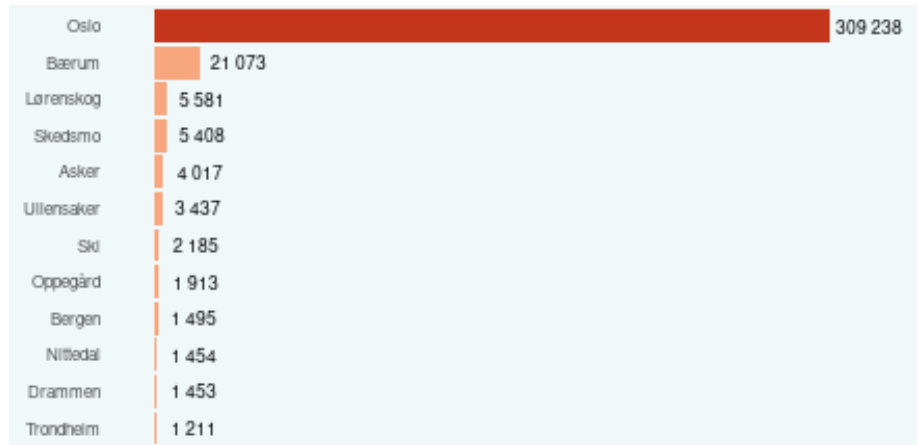 Oslo 309 238
Bærum 21 073
Lørenskog 5 581
Skedsmo 5 408
Asker 4 017
Ullensaker 3 437
Ski 2 185
Oppegård 1 913
Bergen 1 495
Nittedal 1 454
Drammen 1 453
Trondheim 1 211